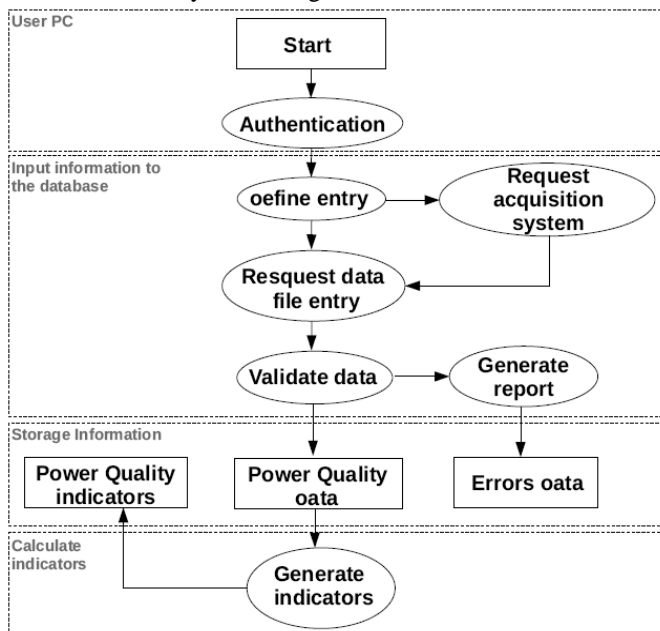 User PC
Start
Authentication
Input information to
the database
oefine entry
Request
acquisition
system
Resquest data
file entry
Validate data
Generate
report
Storage Information
Power Quality
indicators
Power Quality
oata
Errors oata
Calculate
indicators
Generate
indicators